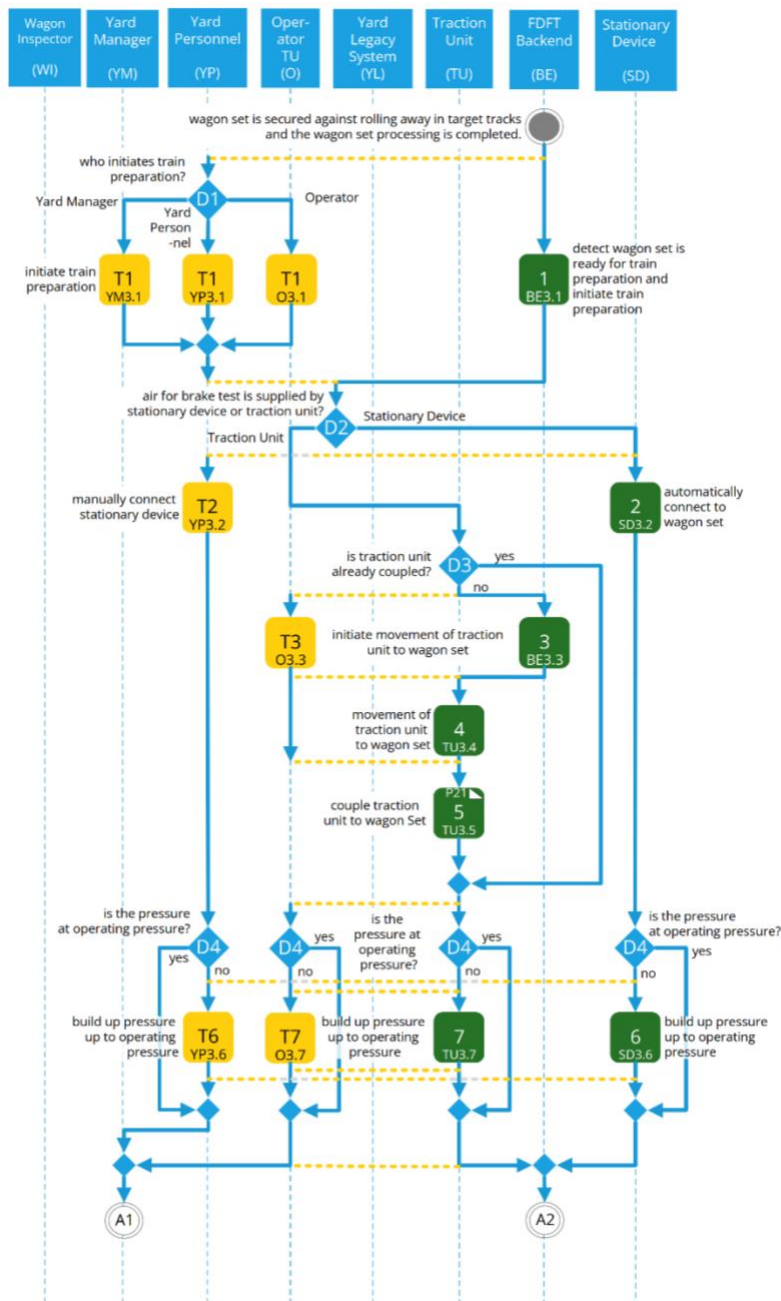 Wagon
Inspector
(WI)
Yard
Manager
(YM)
Yard
Personnel
(YP)
Oper-
ator
TU
(O)
Yard
Legacy
System
(YL)
Traction
Unit
(TU)
FDFT
Backend
(BE)
Stationary
Device
(SD)
wagon set is secured against rolling away in target tracks
and the wagon set processing is completed.
who initiates train
preparation?
D1
Yard Manager
Yard
Person
-nel
Operator
initiate train
preparation
T1
YM3.1
T1
YP3.1
T1
O3.1
1
BE3.1
detect wagon set is
ready for train
preparation and
initiate train
preparation
air for brake test is supplied by
stationary device or traction unit?
D2
Stationary Device
Traction Unit
manually connect
stationary device
T2
YP3.2
2
SD3.2
automatically
connect to
wagon set
is traction unit
already coupled?
D3
yes
no
T3
O3.3
initiate movement of traction
unit to wagon set
3
BE3.3
movement of
traction unit
to wagon set
4
TU3.4
couple traction
unit to wagon Set
P21
5
TU3.5
is the pressure
at operating pressure?
D4
yes
no
D4
yes
no
is the
pressure at
operating
pressure?
D4
yes
no
is the pressure
at operating pressure?
D4
yes
no
build up pressure
up to operating
pressure
T6
YP3.6
T7
O3.7
build up pressure
up to operating
pressure
7
TU3.7
6
SD3.6
build up pressure
up to operating
pressure
A1
A2